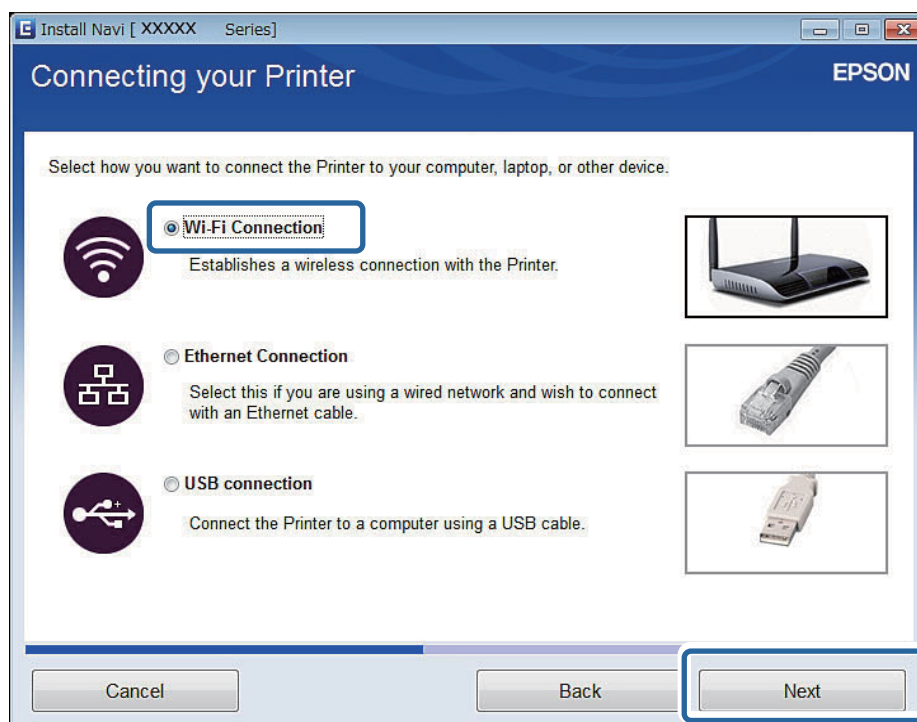 Install Navi [ XXXXX Series]
Connecting your Printer
EPSON
Select how you want to connect the Printer to your computer, laptop, or other device.
Wi-Fi Connection
Establishes a wireless connection with the Printer.
Ethernet Connection
Select this if you are using a wired network and wish to connect
with an Ethernet cable.
USB connection
Connect the Printer to a computer using a USB cable.
Cancel
Back
Next